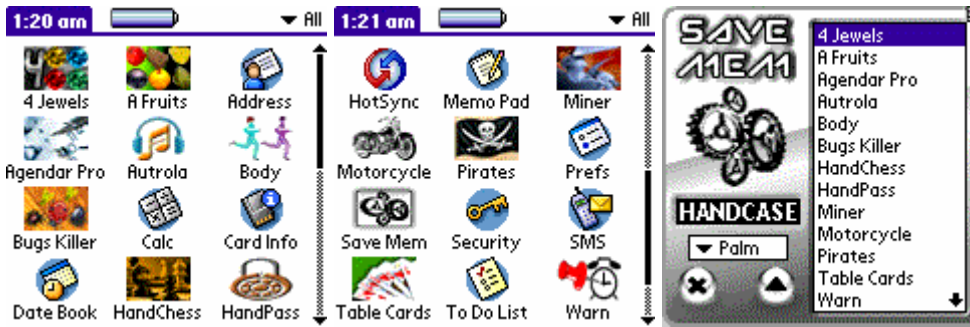 1:20 am
All
4 Jewels
A Fruits
Address
Agendar Pro
Autrola
Body
Bugs Killer
Calc
Card Info
Date Book
HandChess
HandPass
1:21 am
All
HotSync
Memo Pad
Miner
Motorcycle
Pirates
Prefs
Save Mem
Security
SMS
Table Cards
To Do List
Warn
SAVE
MEM
HANDCASE
Palm
4 Jewels
A Fruits
Agendar Pro
Autrola
Body
Bugs Killer
HandChess
HandPass
Miner
Motorcycle
Pirates
Table Cards
Warn